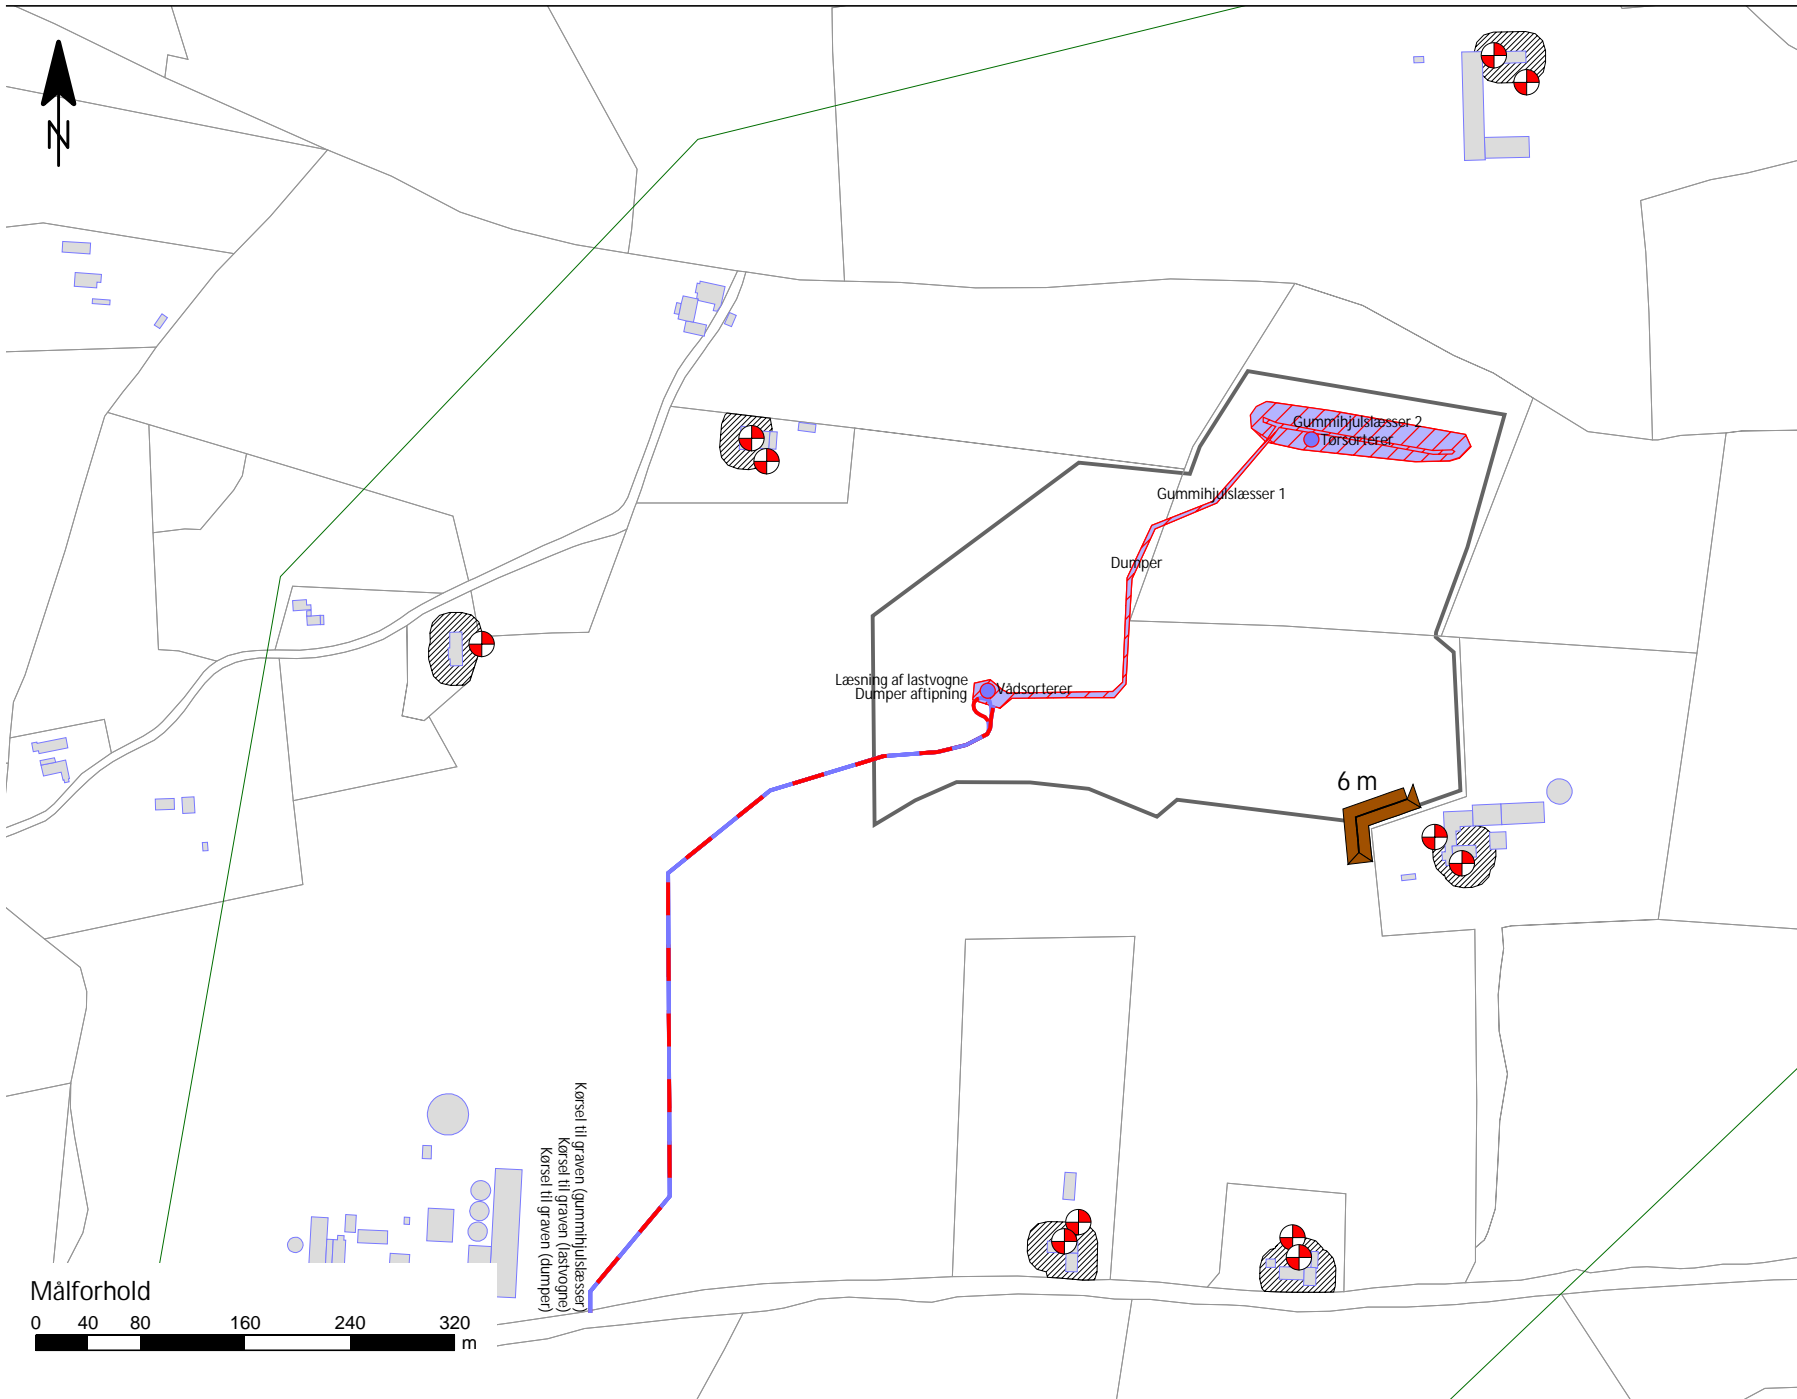 N
Gummihjulslæsser 2
Tørsorterer
Gummihjulslæsser 1
Dumper
Læsning af lastvogne
Dumper aftipning
Vådsorterer
6 m
Kørsel til graven (gummihjulslæsser)
Kørsel til graven (lastvogne)
Kørsel til graven (dumper)
Målforhold
0 40 80 160 240 320
m